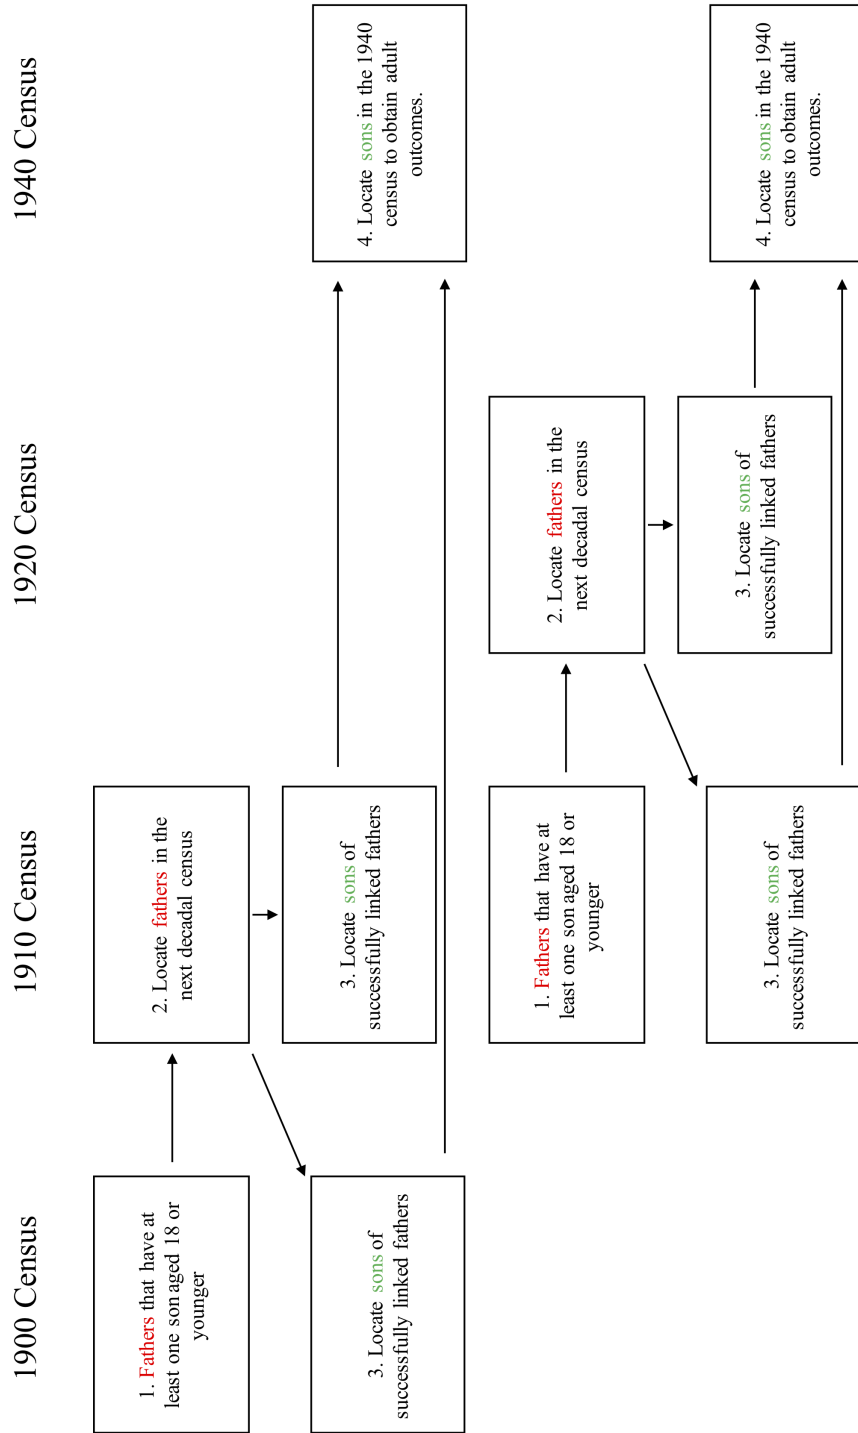 1900 Census
1910 Census
1920 Census
1940 Census
1. Fathers that have at
least one son aged 18 or
younger
2. Locate fathers in the
next decadal census
3. Locate sons of
successfully linked fathers
3. Locate sons of
successfully linked fathers
4. Locate sons in the 1940
census to obtain adult
outcomes.
1. Fathers that have at
least one son aged 18 or
younger
2. Locate fathers in the
next decadal census
3. Locate sons of
successfully linked fathers
3. Locate sons of
successfully linked fathers
4. Locate sons in the 1940
census to obtain adult
outcomes.